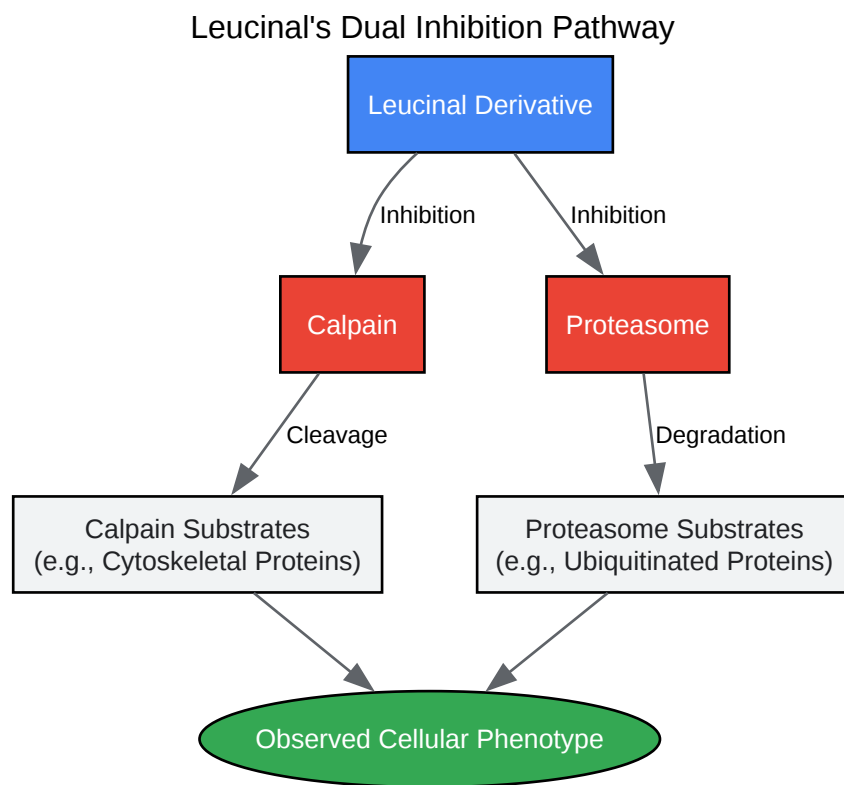 Leucinal's Dual Inhibition Pathway
Leucinal Derivative
Inhibition
Inhibition
Calpain
Proteasome
Cleavage
Degradation
Calpain Substrates
(e.g., Cytoskeletal Proteins)
Proteasome Substrates
(e.g., Ubiquitinated Proteins)
Observed Cellular Phenotype